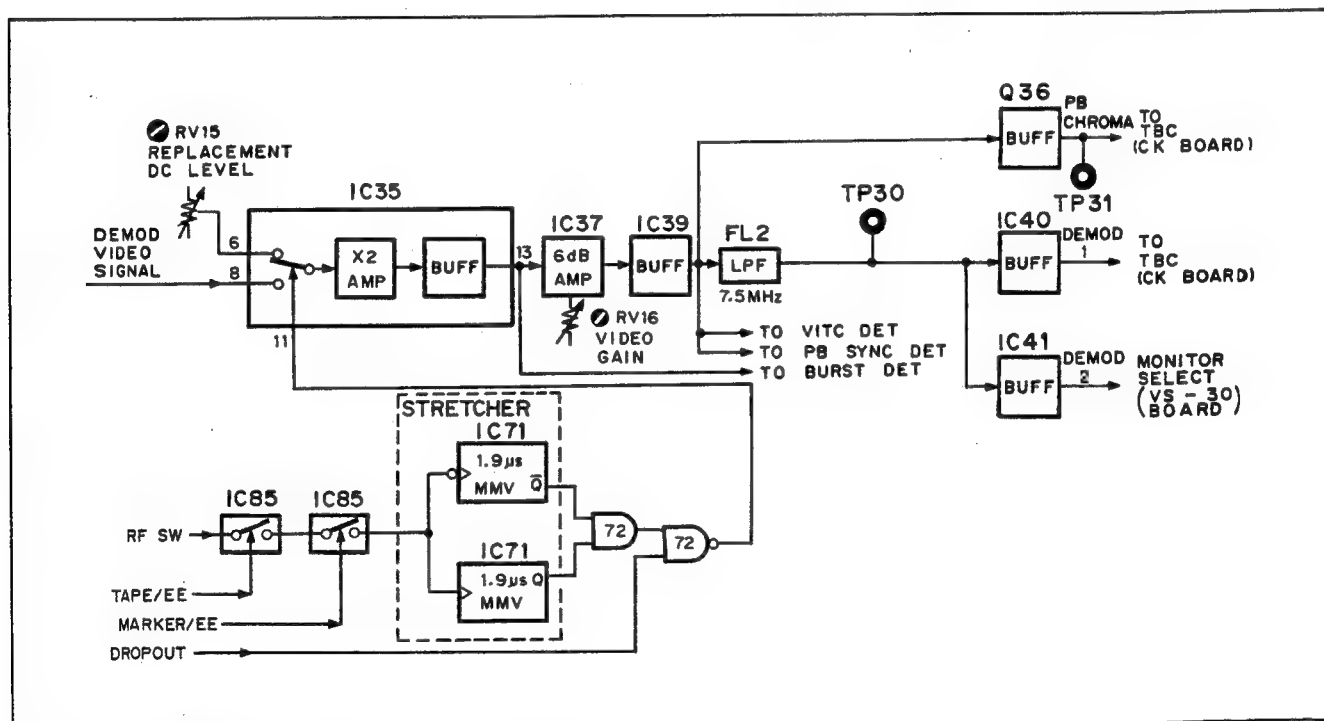 RV15
REPLACEMENT
DC LEVEL
IC35
DEMOD
VIDEO
SIGNAL
6
8
11
X2
AMP
BUFF
13
IC37
6dB
AMP
RV16
VIDEO
GAIN
IC39
BUFF
FL2
LPF
7.5MHz
TP30
Q36
BUFF
PB
CHROMA
TO
TBC
(CK BOARD)
TP31
IC40
BUFF
DEMOD
1
TO
TBC
(CK BOARD)
IC41
BUFF
DEMOD
2
MONITOR
SELECT
(VS-30)
BOARD
TO VITC DET
TO PB SYNC DET
TO BURST DET
STRETCHER
IC71
1.9µs
MMV
Q̅
IC71
1.9µs Q
MMV
72
72
IC85
IC85
RF SW
TAPE/EE
MARKER/EE
DROPOUT